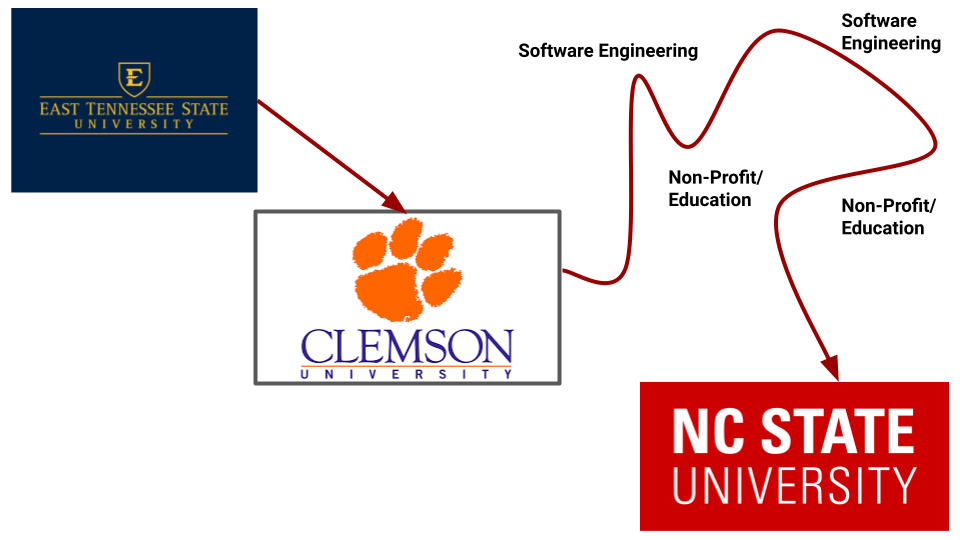 E
EAST TENNESSEE STATE
UNIVERSITY
CLEMSON
UNIVERSITY
Software Engineering
Non-Profit/
Education
Software
Engineering
Non-Profit/
Education
NC STATE
UNIVERSITY